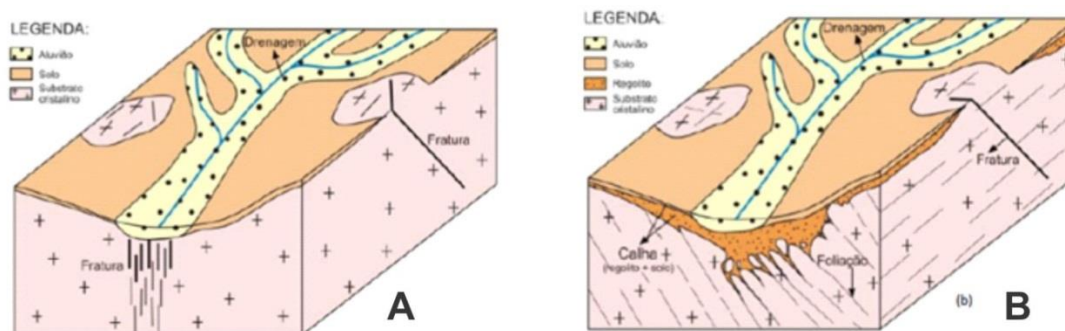 LEGENDA:
Aluvião
Solo
Substrato
cristalino
Drenagem
Fratura
Fratura
A
LEGENDA:
Aluvião
Solo
Regolito
Substrato
cristalino
Drenagem
Fratura
Calha
(regolito + solo)
Foliação
(b)
B